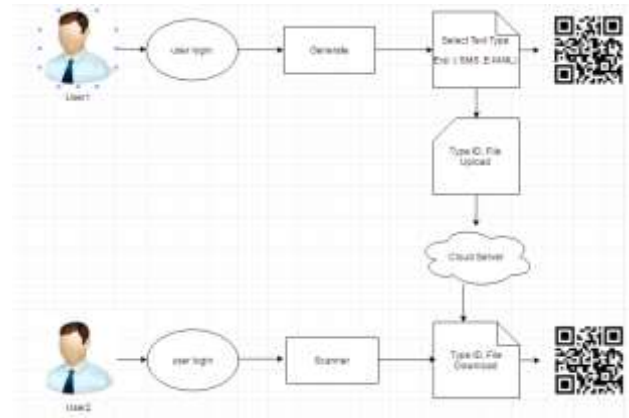 user login
Generate
Select Text Type
User1
Type ID, File
Upload
Cloud Server
user login
Scanner
Type ID, File
Download
User2